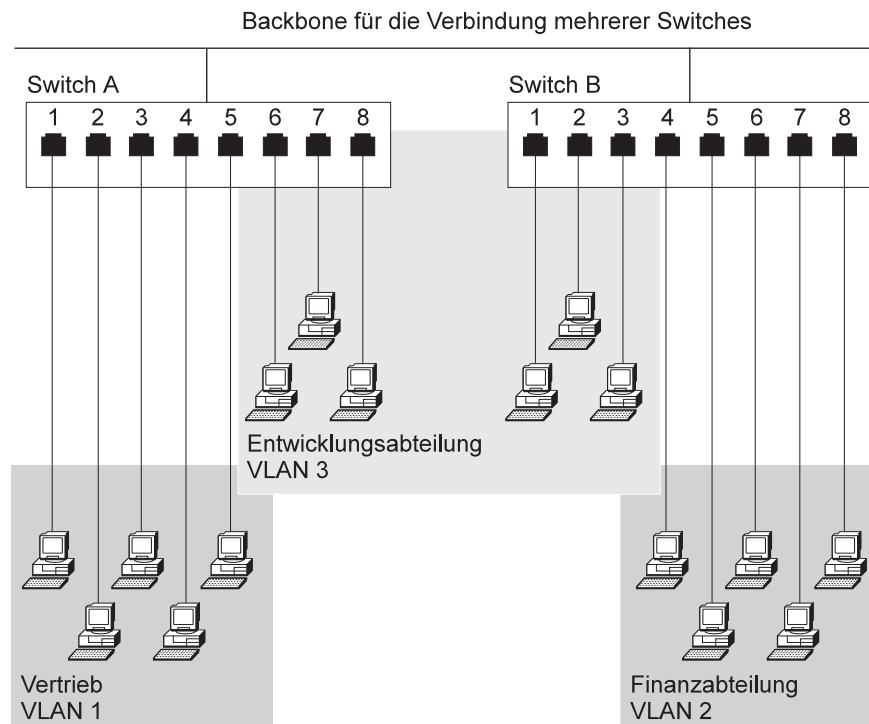 Backbone für die Verbindung mehrerer Switches
Switch A
1 2 3 4 5 6 7 8
Switch B
1 2 3 4 5 6 7 8
Entwicklungsabteilung
VLAN 3
Vertrieb
VLAN 1
Finanzabteilung
VLAN 2